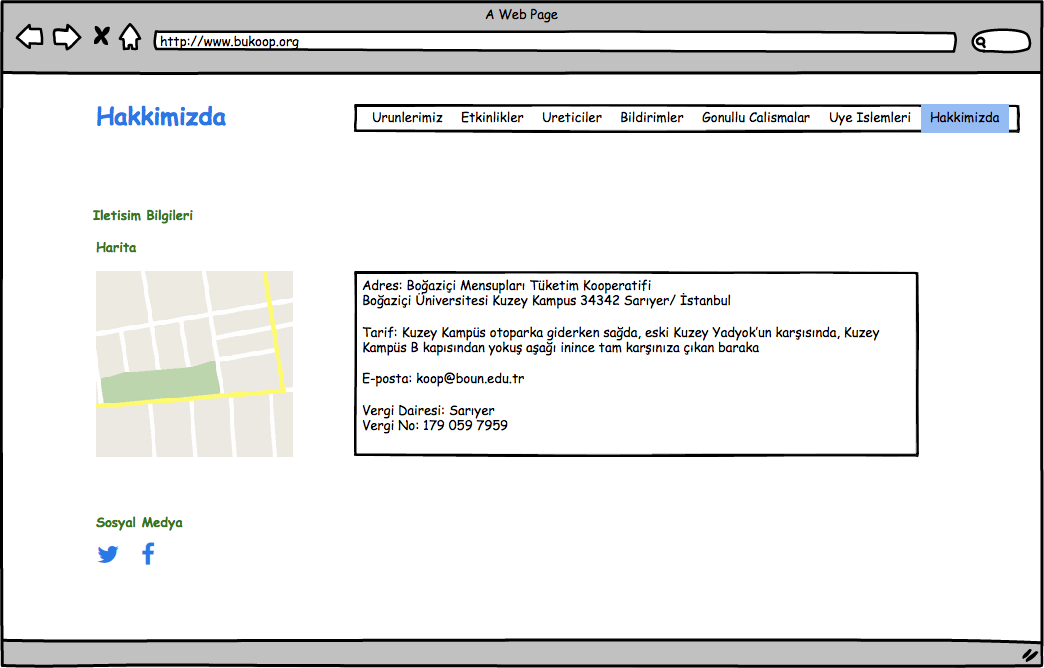 A Web Page
http://www.bukoop.org
Hakkimizda
Urunlerimiz Etkinlikler Ureticiler Bildirimler Gonullu Calismalar Uye Islemleri Hakkimizda
Iletisim Bilgileri
Harita
Adres: Boğaziçi Mensupları Tüketim Kooperatifi
Boğaziçi Üniversitesi Kuzey Kampus 34342 Sarıyer/ İstanbul
Tarif: Kuzey Kampüs otoparka giderken sağda, eski Kuzey Yadyok'un karşısında, Kuzey
Kampüs B kapısından yokuş aşağı inince tam karşınıza çıkan baraka
E-posta: koop@boun.edu.tr
Vergi Dairesi: Sarıyer
Vergi No: 179 059 7959
Sosyal Medya